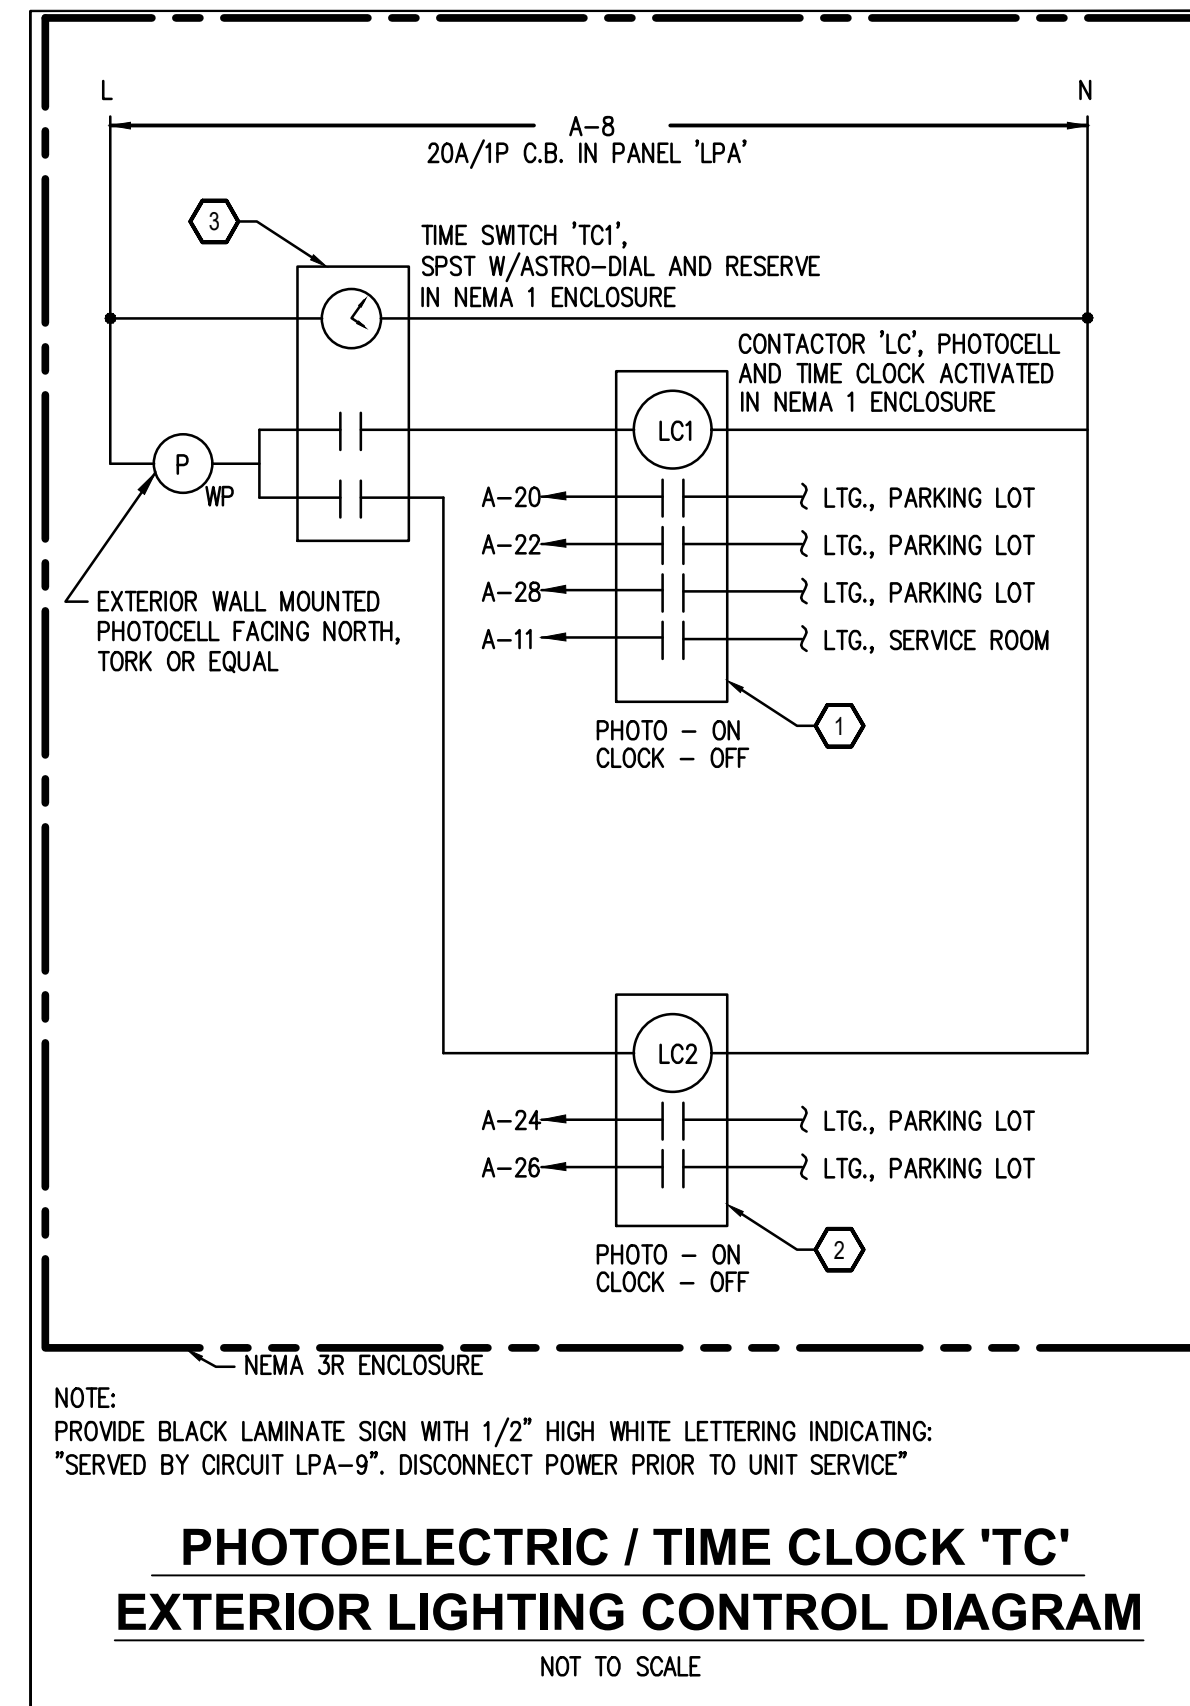 L
N
A-8
20A/1P C.B. IN PANEL 'LPA'
3
TIME SWITCH 'TC1',
SPST W/ASTRO-DIAL AND RESERVE
IN NEMA 1 ENCLOSURE
CONTACTOR 'LC', PHOTOCELL
AND TIME CLOCK ACTIVATED
IN NEMA 1 ENCLOSURE
LC1
P
WP
A-20
LTG., PARKING LOT
A-22
LTG., PARKING LOT
A-28
LTG., PARKING LOT
A-11
LTG., SERVICE ROOM
EXTERIOR WALL MOUNTED
PHOTOCELL FACING NORTH,
TORK OR EQUAL
1
PHOTO - ON
CLOCK - OFF
LC2
A-24
LTG., PARKING LOT
A-26
LTG., PARKING LOT
2
PHOTO - ON
CLOCK - OFF
NEMA 3R ENCLOSURE
NOTE:
PROVIDE BLACK LAMINATE SIGN WITH 1/2" HIGH WHITE LETTERING INDICATING:
"SERVED BY CIRCUIT LPA-9". DISCONNECT POWER PRIOR TO UNIT SERVICE"
PHOTOELECTRIC / TIME CLOCK 'TC'
EXTERIOR LIGHTING CONTROL DIAGRAM
NOT TO SCALE